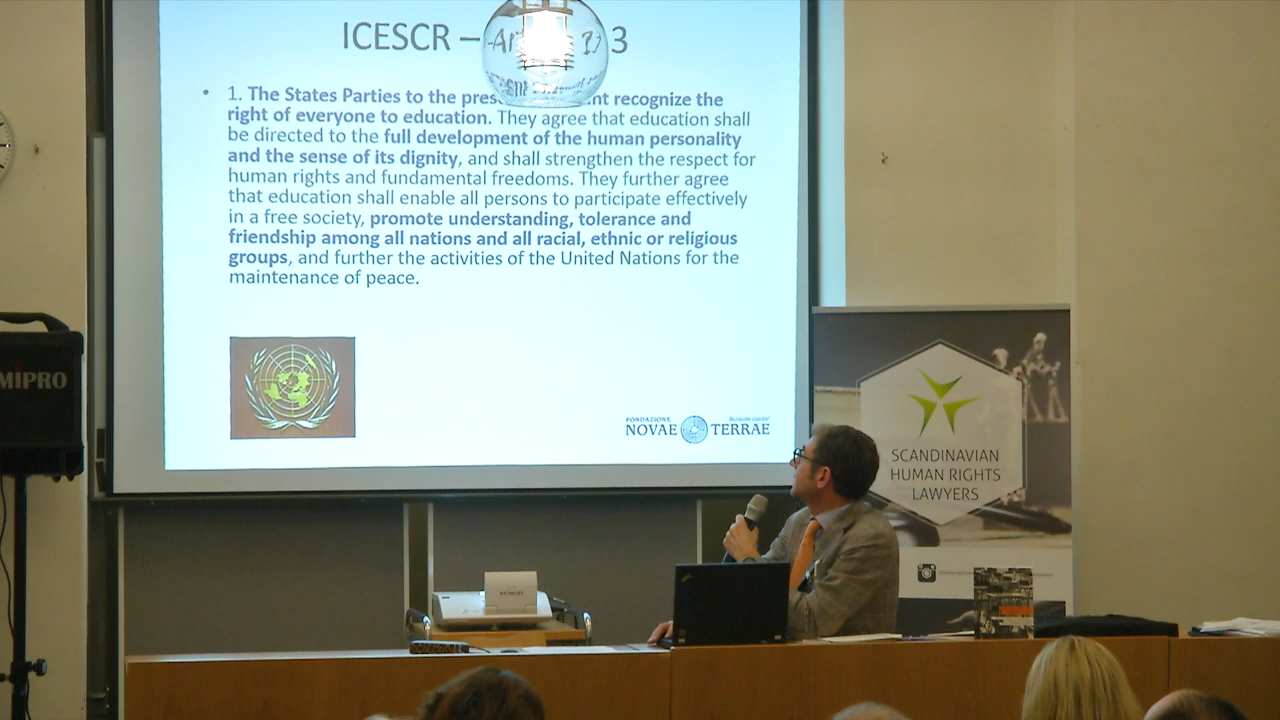 ICESCR – 3
• 1. The States Parties to the recognize the
right of everyone to education. They agree that education shall
be directed to the full development of the human personality
and the sense of its dignity, and shall strengthen the respect for
human rights and fundamental freedoms. They further agree
that education shall enable all persons to participate effectively
in a free society, promote understanding, tolerance and
friendship among all nations and all racial, ethnic or religious
groups, and further the activities of the United Nations for the
maintenance of peace.
MIPRO
FONDAZIONE
NOVAE TERRAE
SCANDINAVIAN
HUMAN RIGHTS
LAWYERS